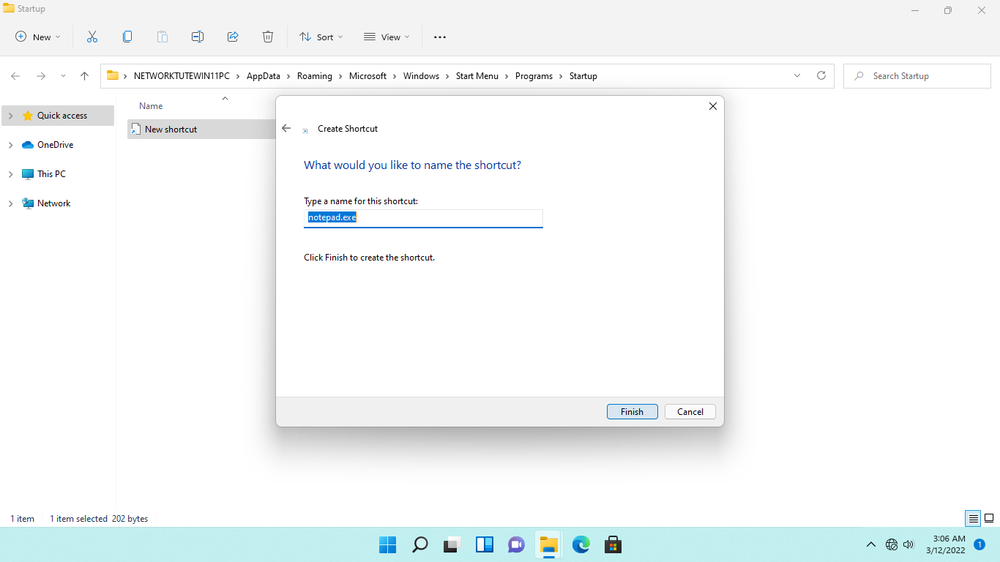 Startup
New
Sort
View
NETWORKTUTEWIN11PC
AppData
Roaming
Microsoft
Windows
Start Menu
Programs
Startup
Search Startup
Name
Quick access
OneDrive
This PC
Network
New shortcut
Create Shortcut
What would you like to name the shortcut?
Type a name for this shortcut:
notepad.exe
Click Finish to create the shortcut.
Finish
Cancel
1 item
1 item selected 202 bytes
3:06 AM
3/12/2022
1